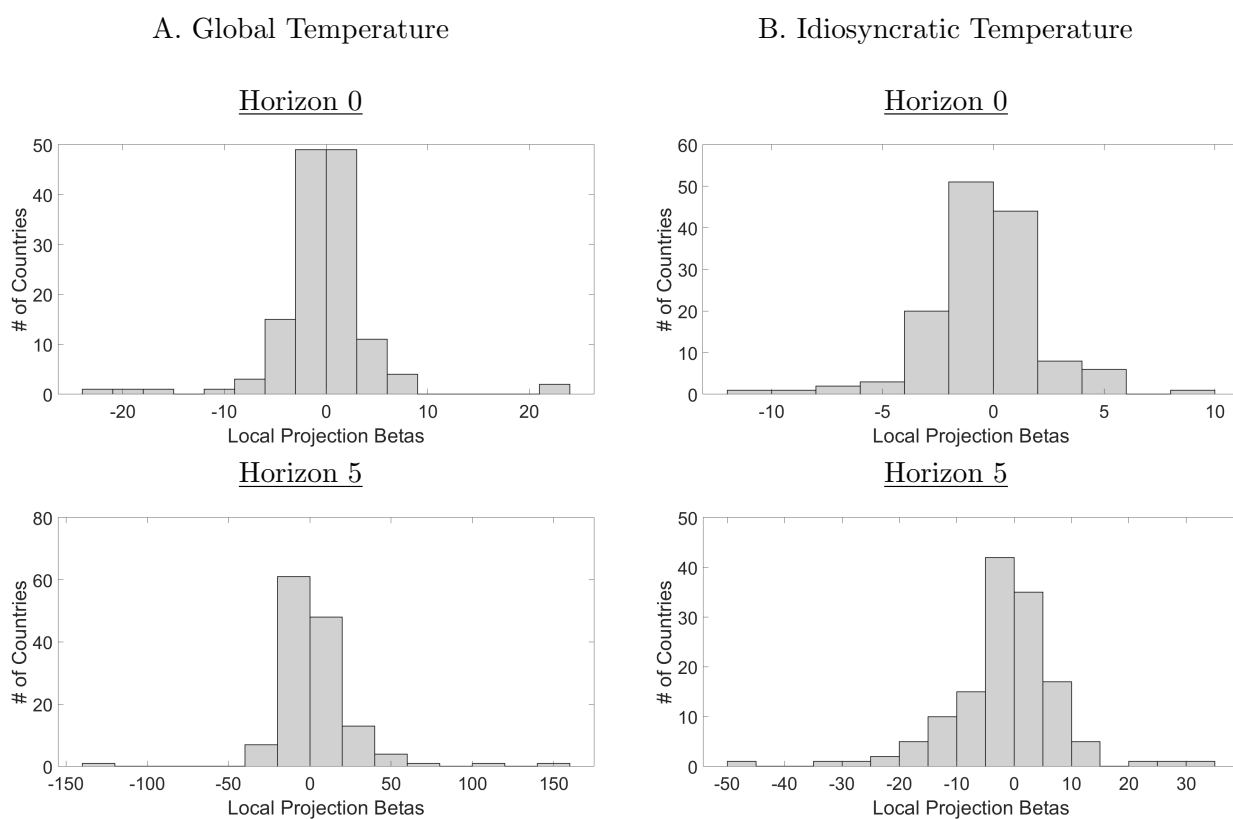 A. Global Temperature
B. Idiosyncratic Temperature
Horizon 0
50
40
30
20
10
0
# of Countries
-20 -10 0 10 20
Local Projection Betas
Horizon 0
60
50
40
30
20
10
0
# of Countries
-10 -5 0 5 10
Local Projection Betas
Horizon 5
80
60
40
20
0
# of Countries
-150 -100 -50 0 50 100 150
Local Projection Betas
Horizon 5
50
40
30
20
10
0
# of Countries
-50 -40 -30 -20 -10 0 10 20 30
Local Projection Betas